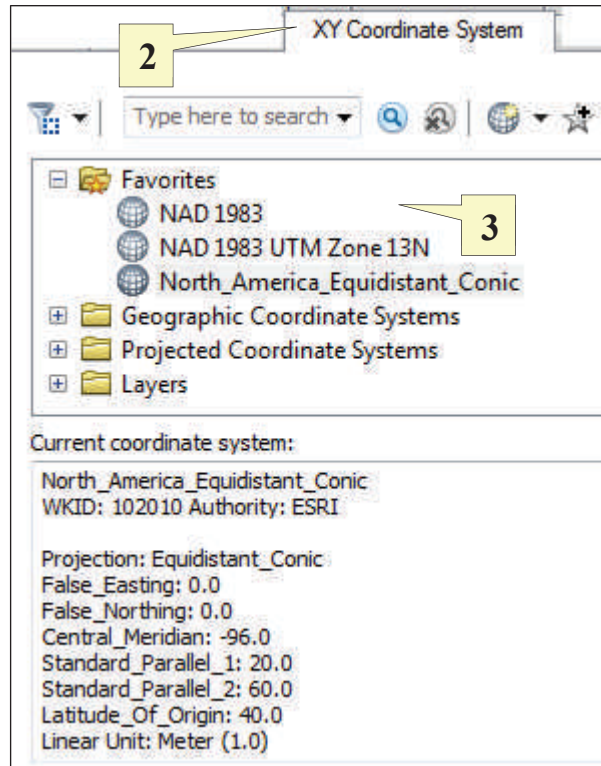 XY Coordinate System
2
Type here to search
Favorites
NAD 1983
3
NAD 1983 UTM Zone 13N
North_America_Equidistant_Conic
Geographic Coordinate Systems
Projected Coordinate Systems
Layers
Current coordinate system:
North_America_Equidistant_Conic
WKID: 102010 Authority: ESRI
Projection: Equidistant_Conic
False_Easting: 0.0
False_Northing: 0.0
Central_Meridian: -96.0
Standard_Parallel_1: 20.0
Standard_Parallel_2: 60.0
Latitude_Of_Origin: 40.0
Linear Unit: Meter (1.0)